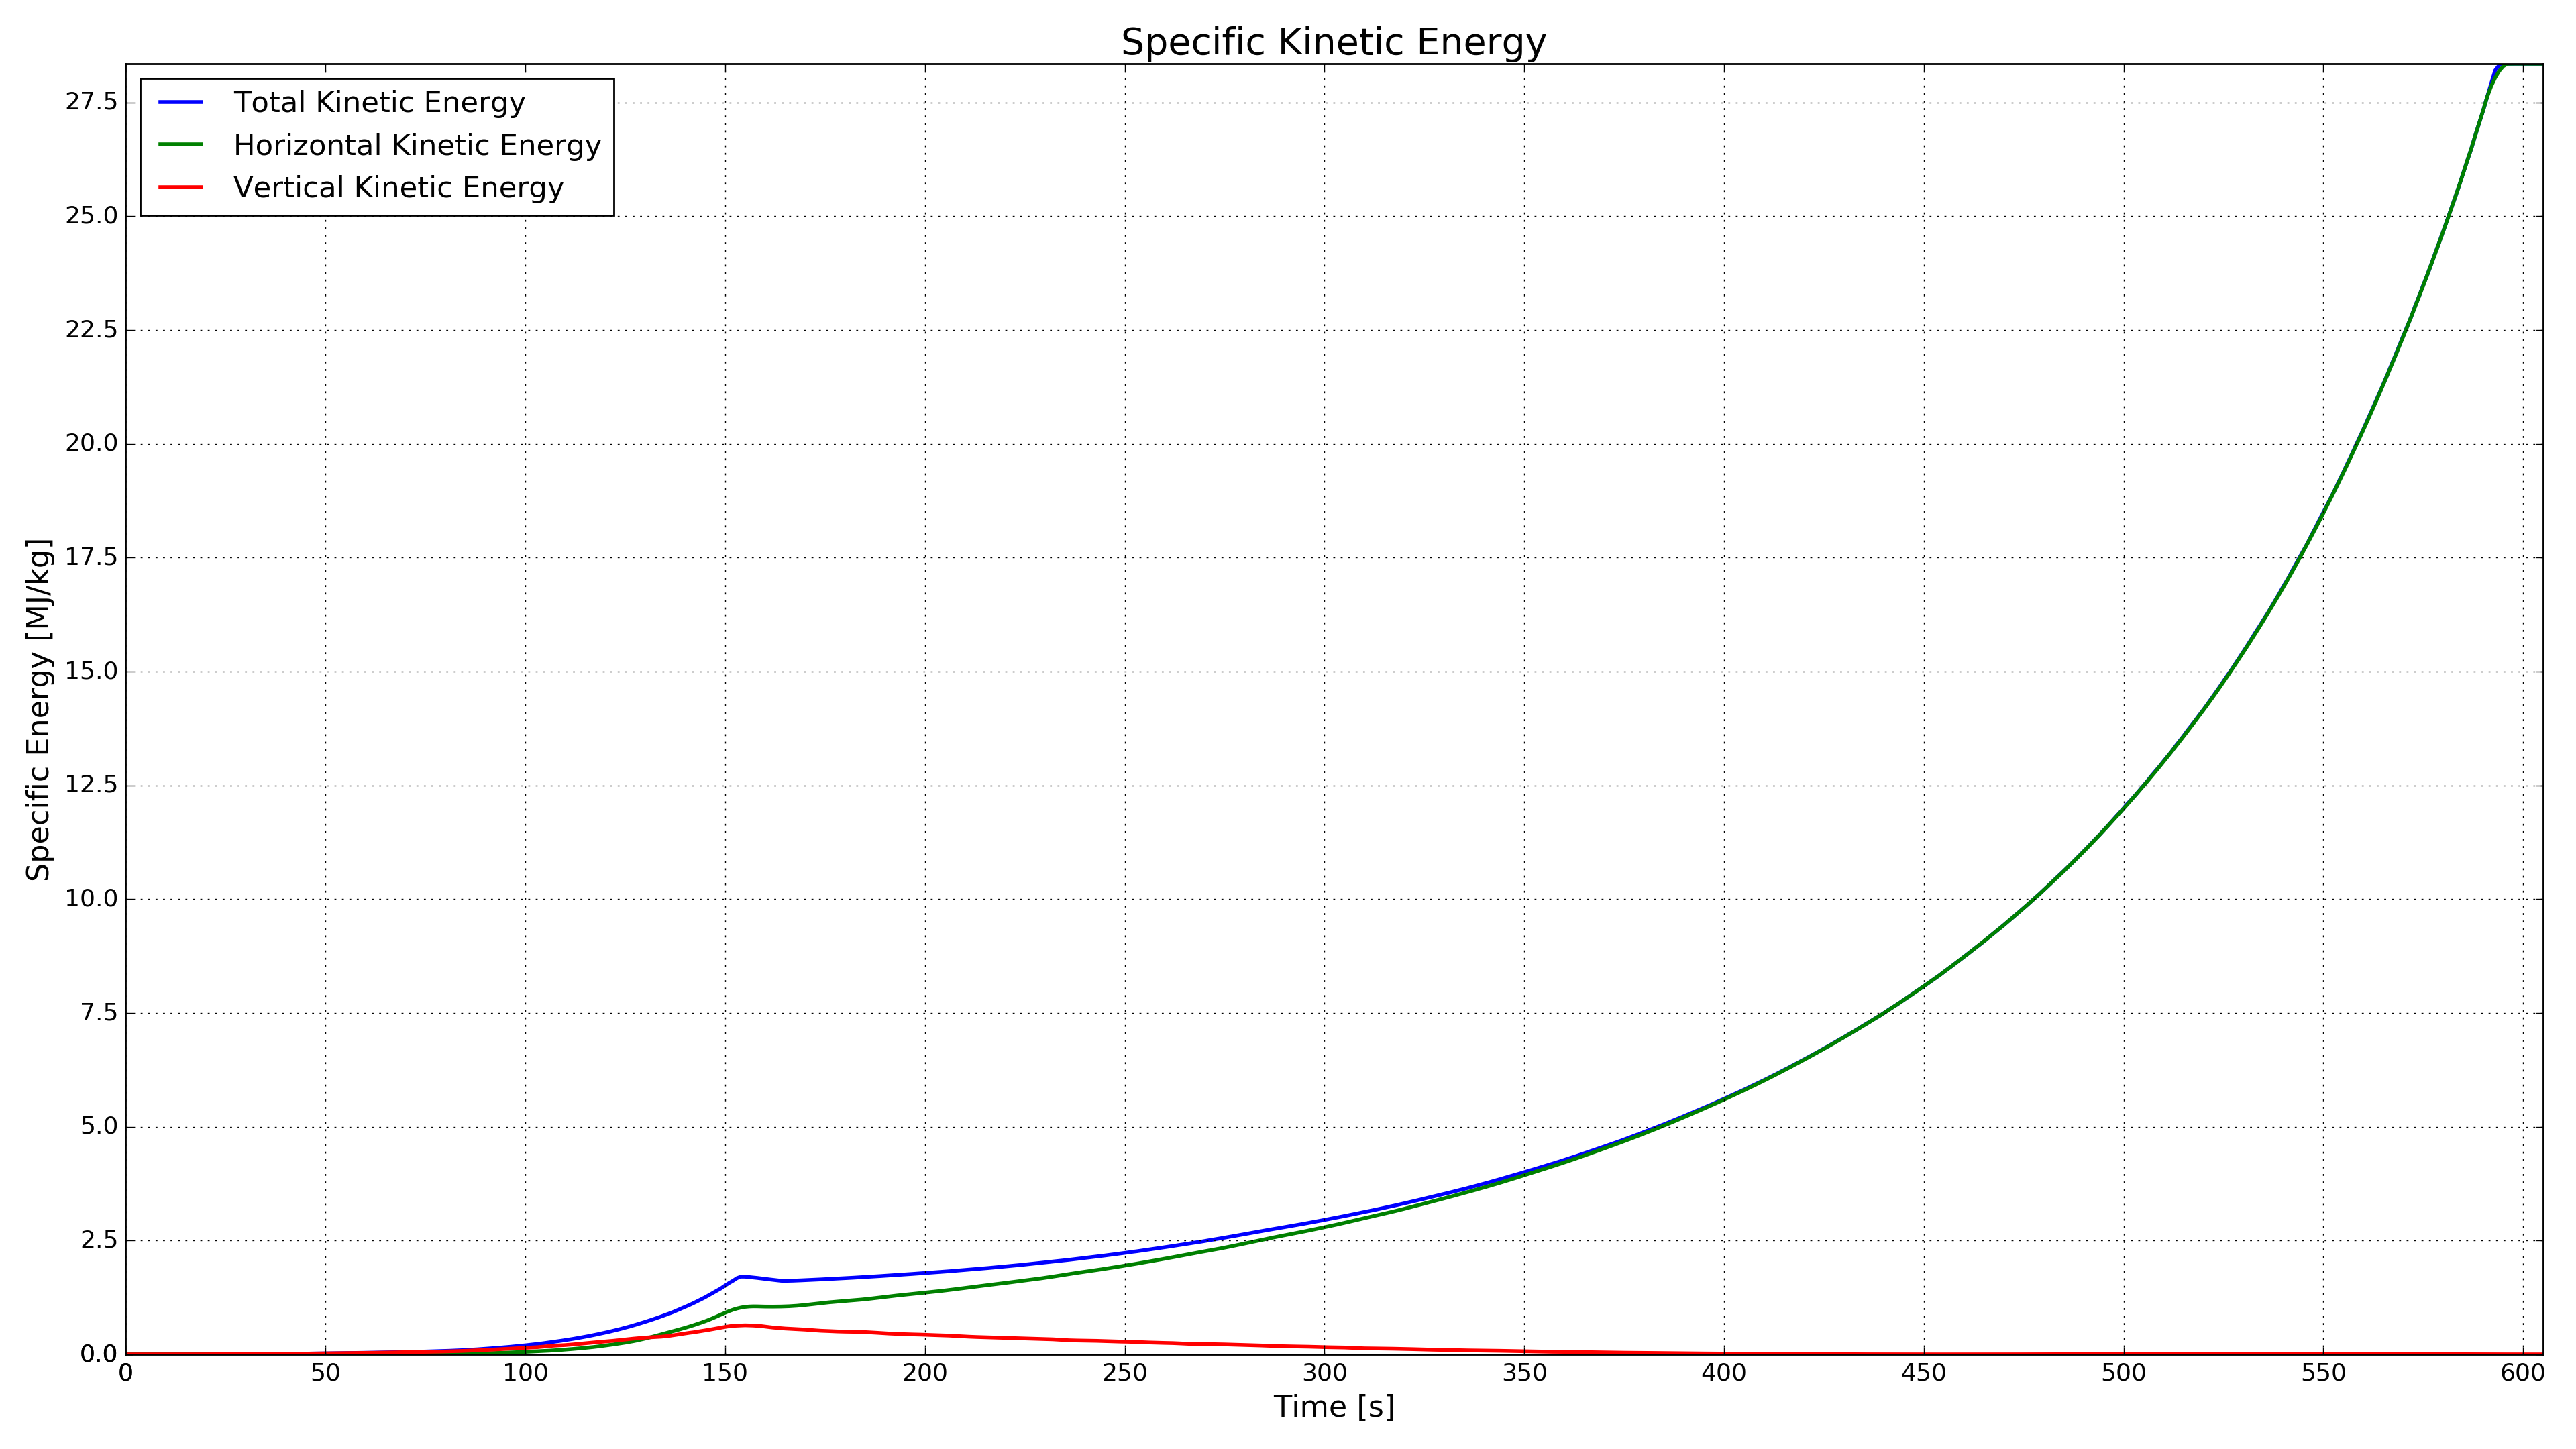 Specific Kinetic Energy
Total Kinetic Energy
Horizontal Kinetic Energy
Vertical Kinetic Energy
Specific Energy [MJ/kg]
27.5
25.0
22.5
20.0
17.5
15.0
12.5
10.0
7.5
5.0
2.5
0.0
0 50 100 150 200 250 300 350 400 450 500 550 600
Time [s]